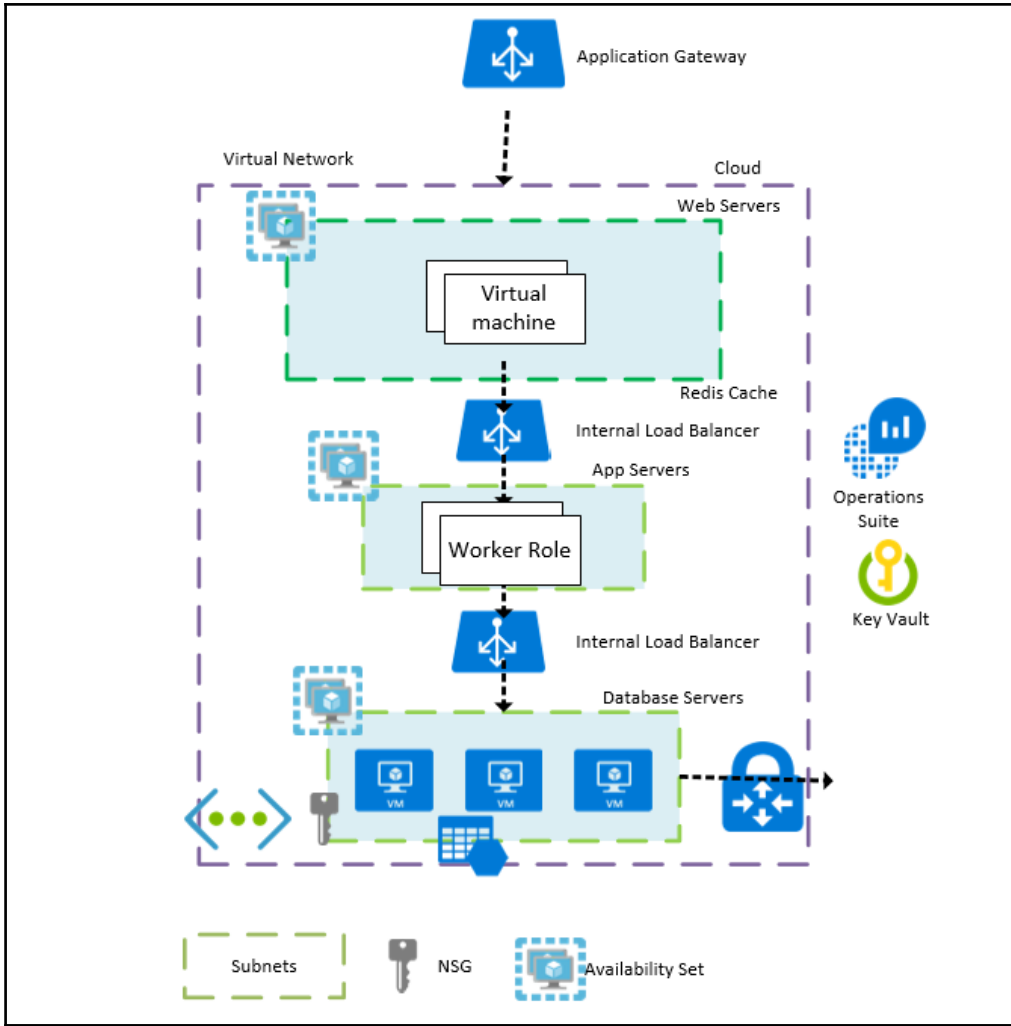 Application Gateway
Virtual Network
Cloud
Web Servers
Virtual
machine
Redis Cache
Internal Load Balancer
App Servers
Operations
Suite
Worker Role
Key Vault
Internal Load Balancer
Database Servers
VM
VM
VM
Subnets
NSG
Availability Set